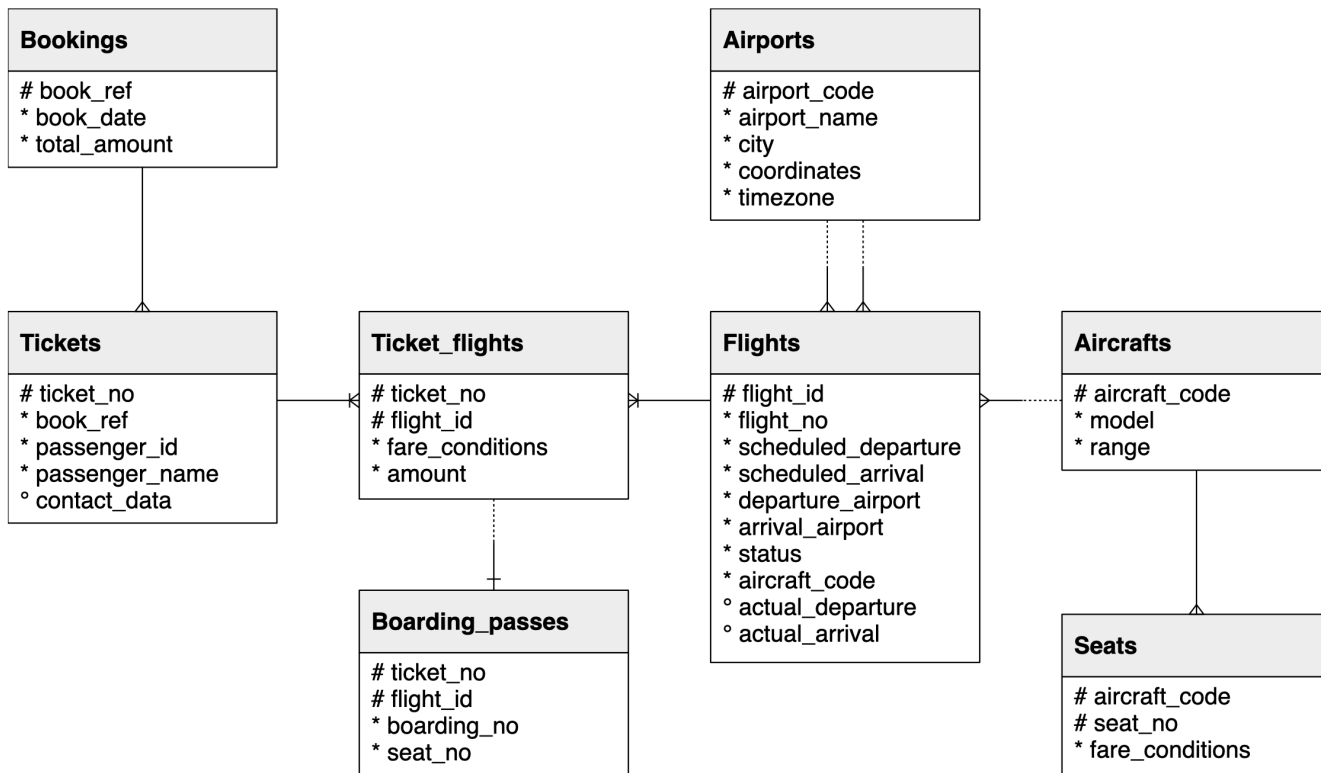 Bookings
# book_ref
* book_date
* total_amount
Airports
# airport_code
* airport_name
* city
* coordinates
* timezone
Tickets
# ticket_no
* book_ref
* passenger_id
* passenger_name
° contact_data
Ticket_flights
# ticket_no
# flight_id
* fare_conditions
* amount
Flights
# flight_id
* flight_no
* scheduled_departure
* scheduled_arrival
* departure_airport
* arrival_airport
* status
* aircraft_code
° actual_departure
° actual_arrival
Aircrafts
# aircraft_code
* model
* range
Boarding_passes
# ticket_no
# flight_id
* boarding_no
* seat_no
Seats
# aircraft_code
# seat_no
* fare_conditions